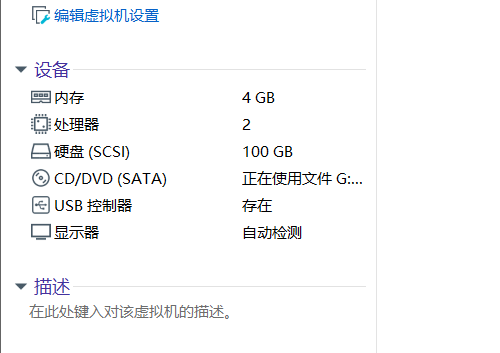 编辑虚拟机设置
设备
内存 4 GB
处理器 2
硬盘 (SCSI) 100 GB
CD/DVD (SATA) 正在使用文件 G:...
USB 控制器 存在
显示器 自动检测
描述
在此处键入对该虚拟机的描述。